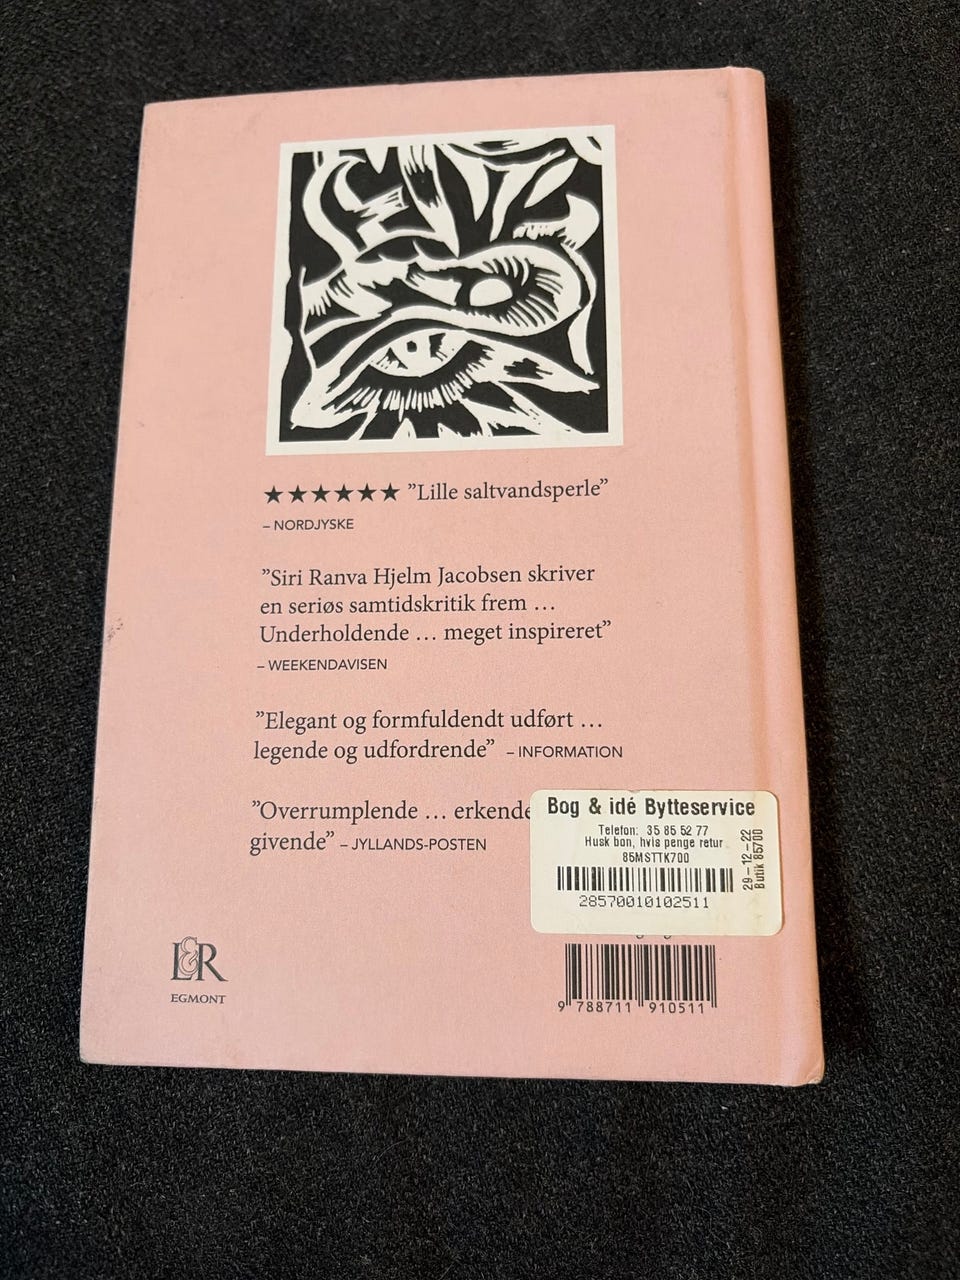 ★★★★★★ ”Lille saltvandsperle”
– NORDJYSKE
”Siri Ranva Hjelm Jacobsen skriver
en seriøs samtidskritik frem …
Underholdende … meget inspireret”
– WEEKENDAVISEN
”Elegant og formfuldendt udført …
legende og udfordrende” – INFORMATION
”Overrumplende … erkende
givende” – JYLLANDS-POSTEN
Bog & idé Bytteservice
Telefon: 35 85 52 77
Husk bon, hvis penge retur
85MSTTK700
28570010102511
29-12-22
Butik 85700
L&R
EGMONT
9 788711 910511